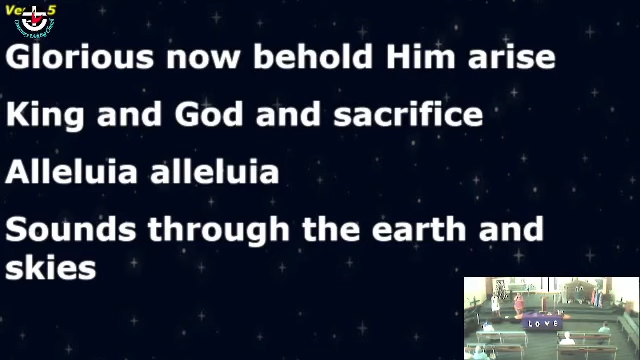 Glorious now behold Him arise
King and God and sacrifice
Alleluia alleluia
Sounds through the earth and
skies
LOVE